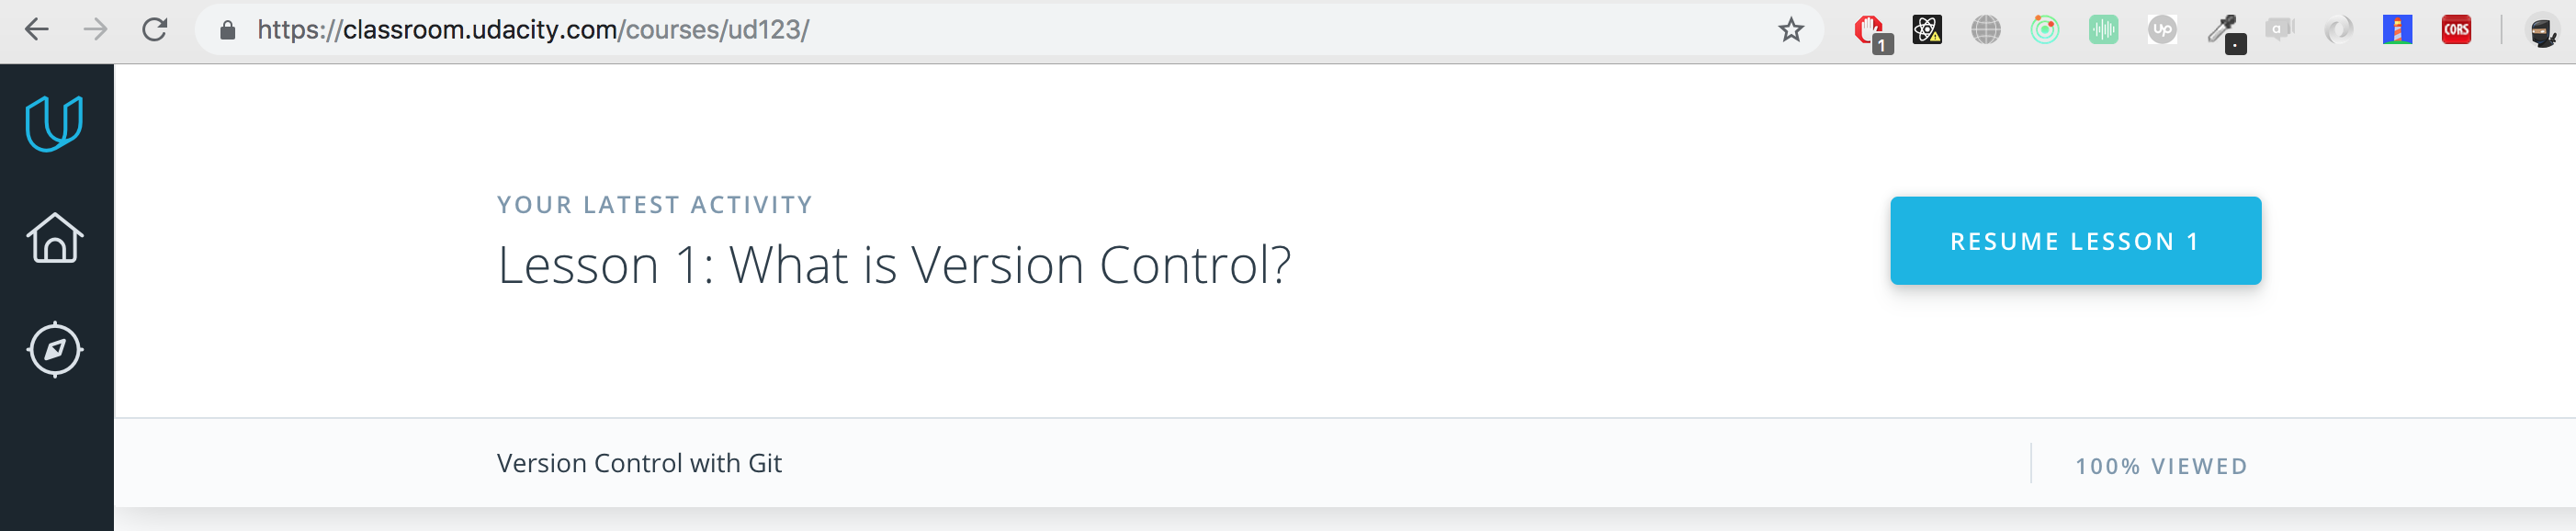 https://classroom.udacity.com/courses/ud123/
1
Up
.
a
CORS
YOUR LATEST ACTIVITY
Lesson 1: What is Version Control?
RESUME LESSON 1
Version Control with Git
100% VIEWED